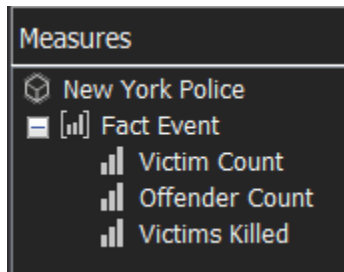 Measures
New York Police
Fact Event
Victim Count
Offender Count
Victims Killed